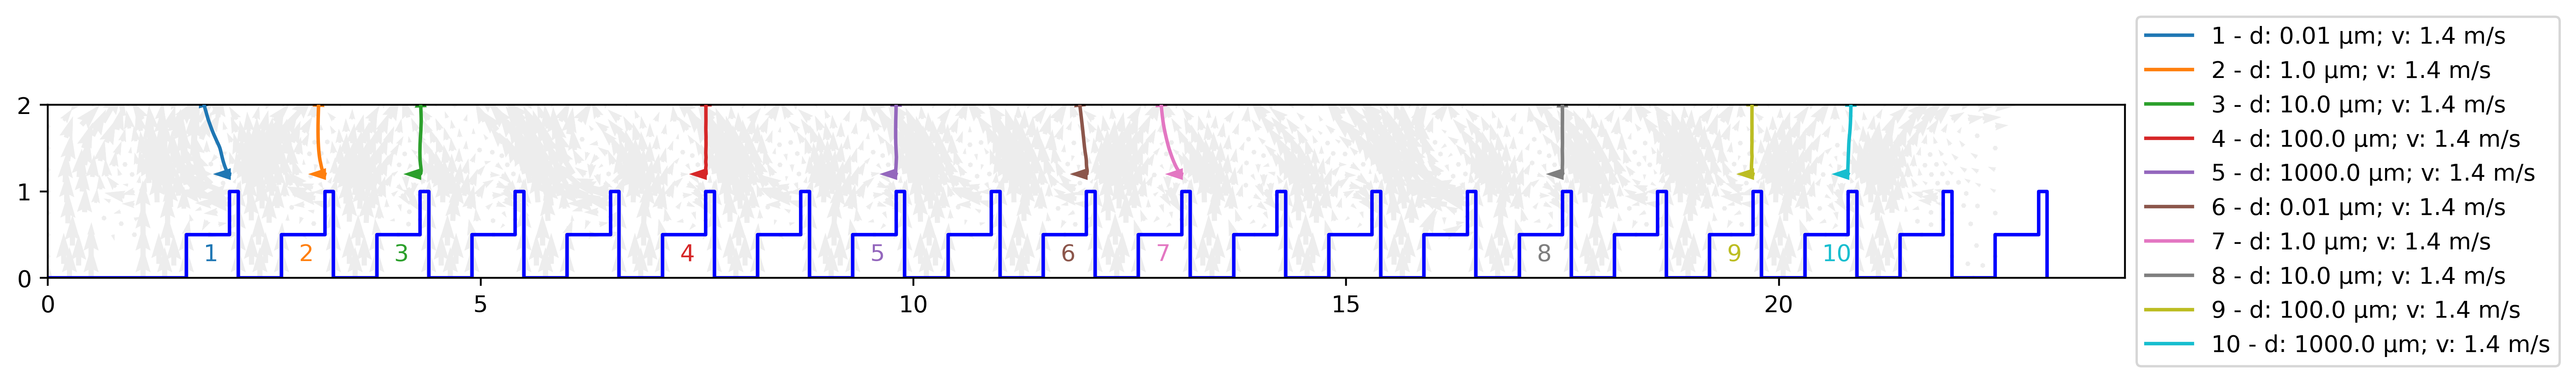 2
1
0
1
2
3
4
5
6
7
8
9
10
0
5
10
15
20
1 - d: 0.01 µm; v: 1.4 m/s
2 - d: 1.0 µm; v: 1.4 m/s
3 - d: 10.0 µm; v: 1.4 m/s
4 - d: 100.0 µm; v: 1.4 m/s
5 - d: 1000.0 µm; v: 1.4 m/s
6 - d: 0.01 µm; v: 1.4 m/s
7 - d: 1.0 µm; v: 1.4 m/s
8 - d: 10.0 µm; v: 1.4 m/s
9 - d: 100.0 µm; v: 1.4 m/s
10 - d: 1000.0 µm; v: 1.4 m/s